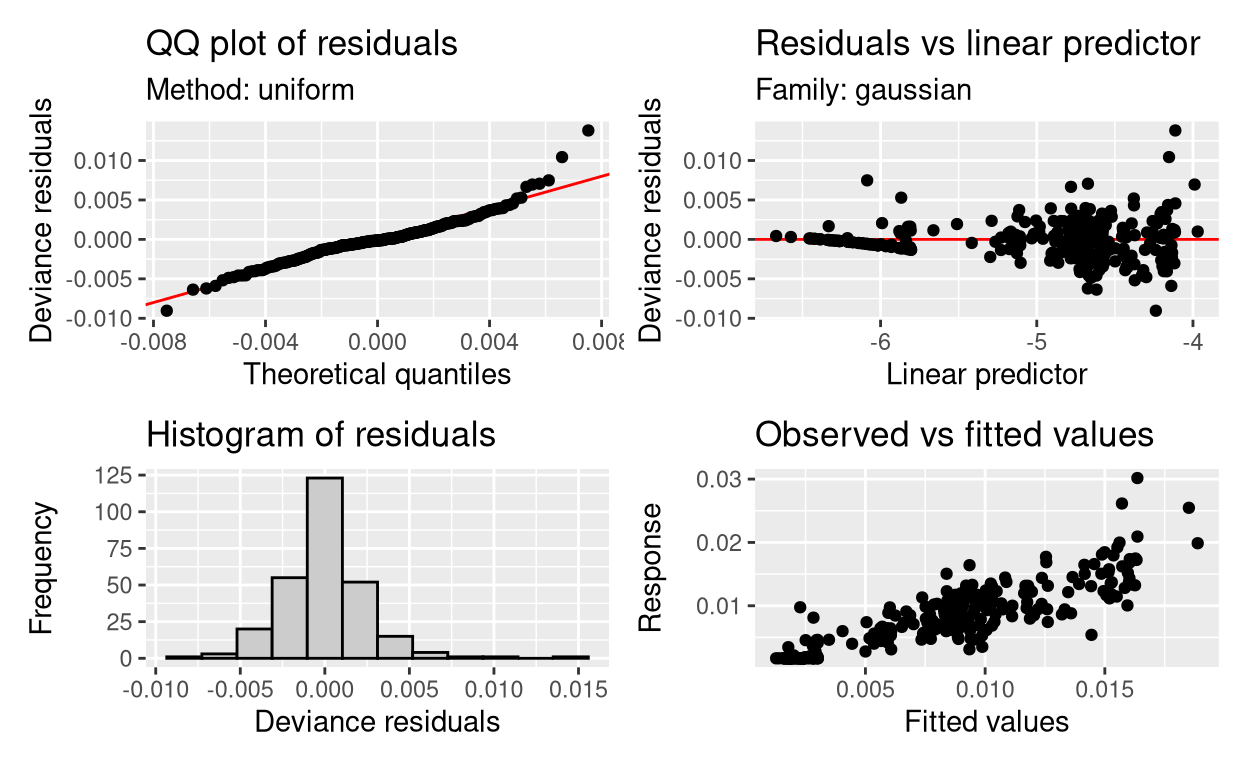 QQ plot of residuals
Method: uniform
Deviance residuals
0.010
0.005
0.000
-0.005
-0.010
-0.008
-0.004
0.000
0.004
0.008
Theoretical quantiles
Residuals vs linear predictor
Family: gaussian
Deviance residuals
0.010
0.005
0.000
-0.005
-0.010
-6
-5
-4
Linear predictor
Histogram of residuals
Frequency
125
100
75
50
25
0
-0.010
-0.005
0.000
0.005
0.010
0.015
Deviance residuals
Observed vs fitted values
Response
0.03
0.02
0.01
0.005
0.010
0.015
Fitted values